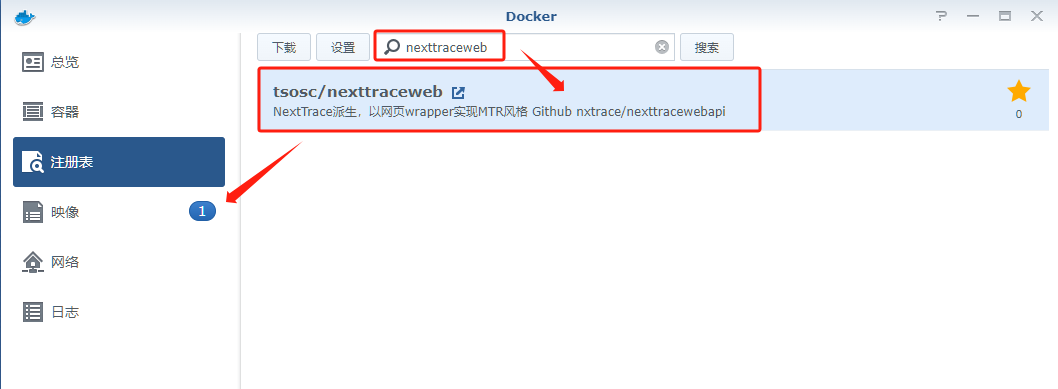 Docker
总览
容器
注册表
映像
1
网络
日志
下载
设置
nexttraceweb
搜索
tsosc/nexttraceweb
NextTrace派生，以网页wrapper实现MTR风格 Github nxtrace/nexttracewebapi
0